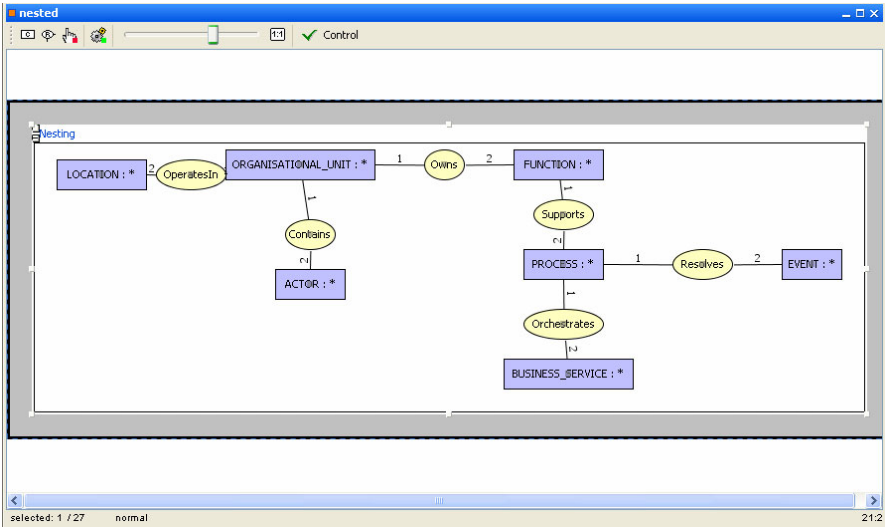 nested
C R 1:1 Control
Nesting
LOCATION : *
2
OperatesIn
ORGANISATIONAL_UNIT : *
1
Owns
2
FUNCTION : *
1
Contains
2
ACTOR : *
1
Supports
2
PROCESS : *
1
Resolves
2
EVENT : *
1
Orchestrates
2
BUSINESS_SERVICE : *
selected: 1 / 27 normal 21:2